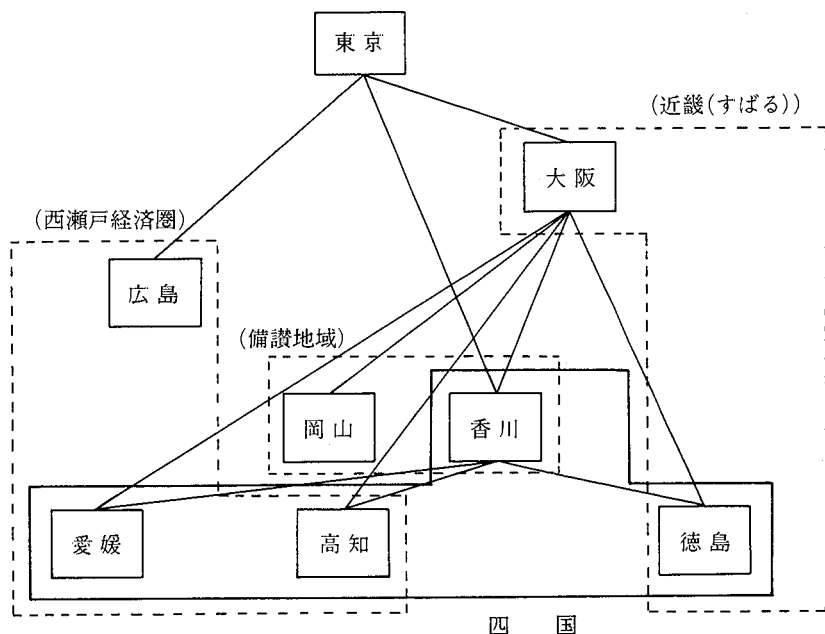 東京
(近畿(すばる))
大阪
(西瀬戸経済圏)
広島
(備讃地域)
岡山
香川
愛媛
高知
徳島
四国